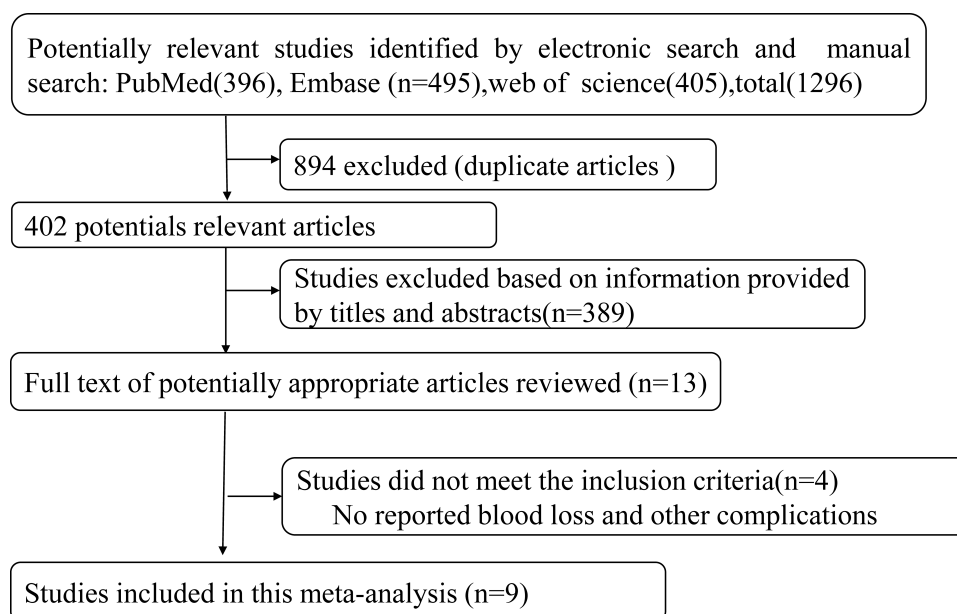 Potentially relevant studies identified by electronic search and manual
search: PubMed(396), Embase (n=495),web of science(405),total(1296)
894 excluded (duplicate articles )
402 potentials relevant articles
Studies excluded based on information provided
by titles and abstracts(n=389)
Full text of potentially appropriate articles reviewed (n=13)
Studies did not meet the inclusion criteria(n=4)
No reported blood loss and other complications
Studies included in this meta-analysis (n=9)